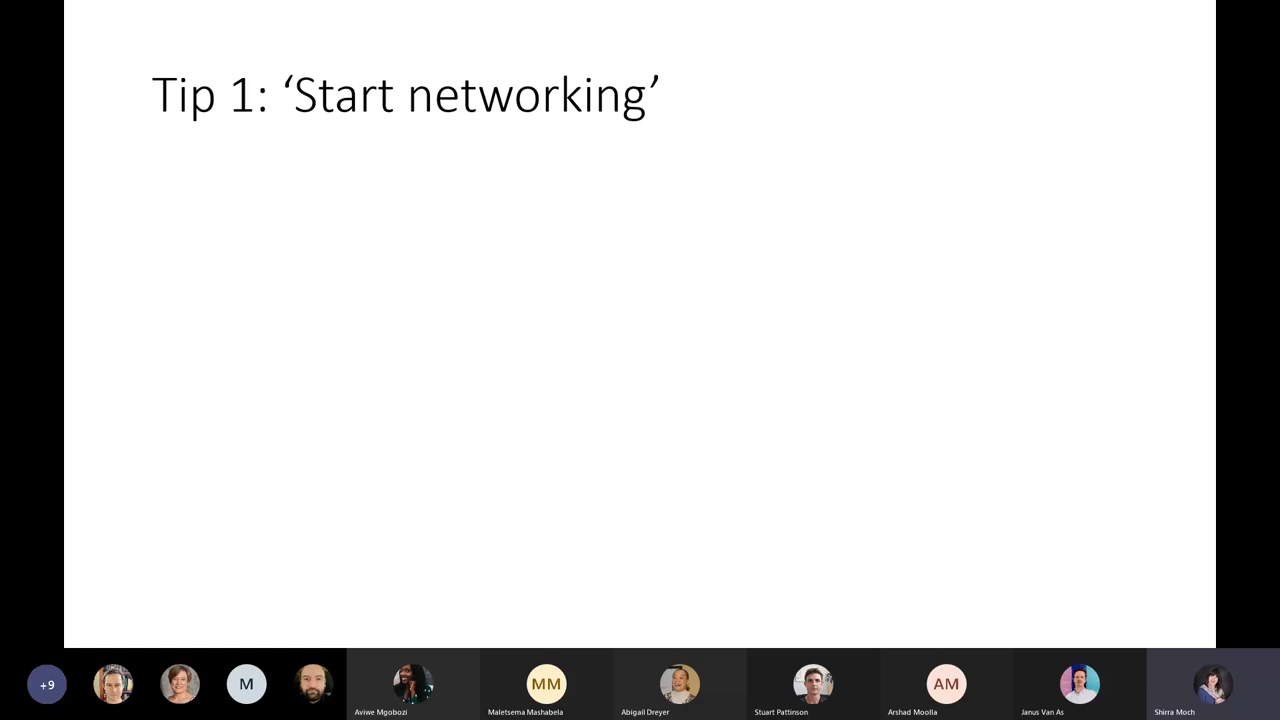 Tip 1: ‘Start networking’
+9
M
MM
AM
Aviwe Mgobozi
Maletsema Mashabela
Abigail Dreyer
Stuart Pattinson
Arshad Moolla
Janus Van As
Shirra Moch